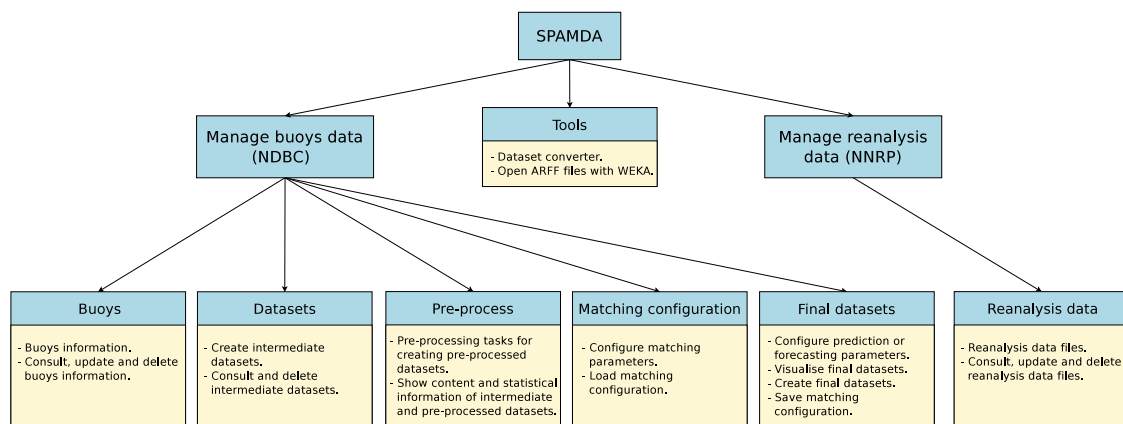 SPAMDA
Manage buoys data
(NDBC)
Tools
- Dataset converter.
- Open ARFF files with WEKA.
Manage reanalysis
data (NNRP)
Buoys
- Buoys information.
- Consult, update and delete
buoys information.
Datasets
- Create intermediate
datasets.
- Consult and delete
intermediate datasets.
Pre-process
- Pre-processing tasks for
creating pre-processed
datasets.
- Show content and statistical
information of intermediate
and pre-processed datasets.
Matching configuration
- Configure matching
parameters.
- Load matching
configuration.
Final datasets
- Configure prediction or
forecasting parameters.
- Visualise final datasets.
- Create final datasets.
- Save matching
configuration.
Reanalysis data
- Reanalysis data files.
- Consult, update and delete
reanalysis data files.